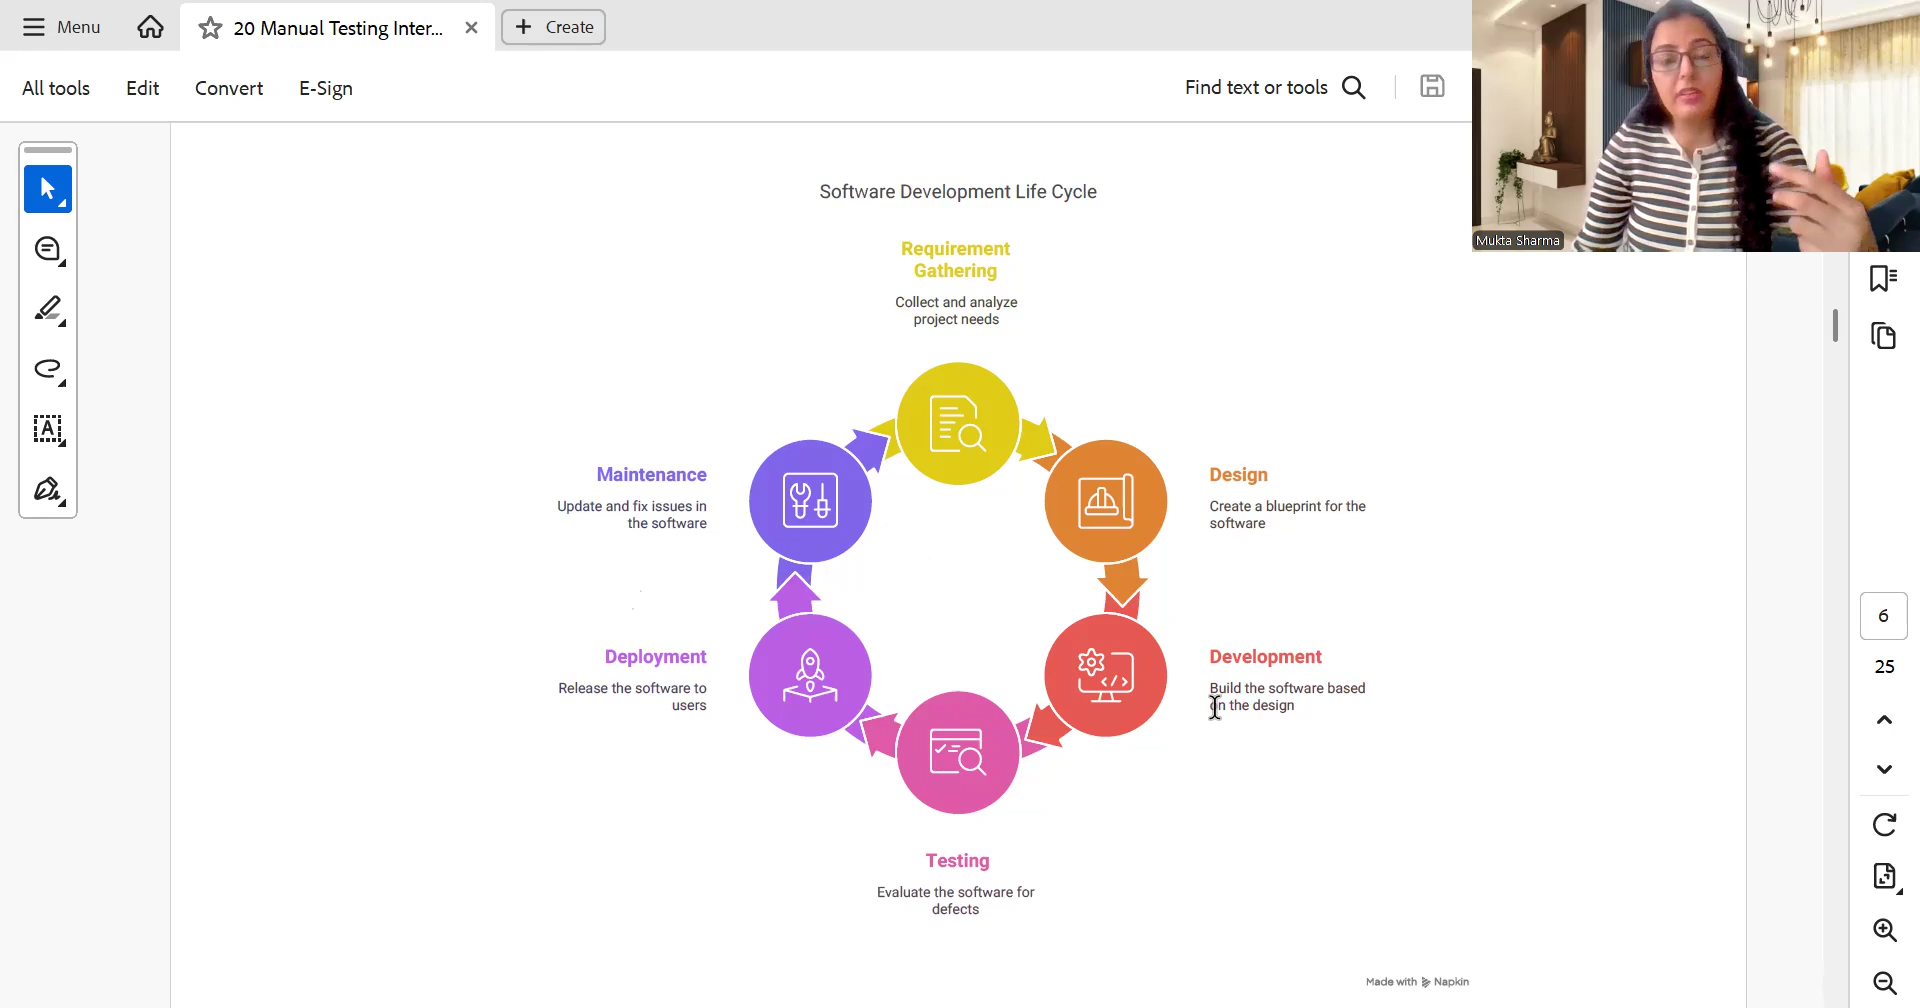 Menu
20 Manual Testing Inter...
Create
All tools
Edit
Convert
E-Sign
Find text or tools
Mukta Sharma
Software Development Life Cycle
Requirement
Gathering
Collect and analyze
project needs
Design
Create a blueprint for the
software
Development
Build the software based
on the design
Testing
Evaluate the software for
defects
Deployment
Release the software to
users
Maintenance
Update and fix issues in
the software
Made with Napkin
6
25